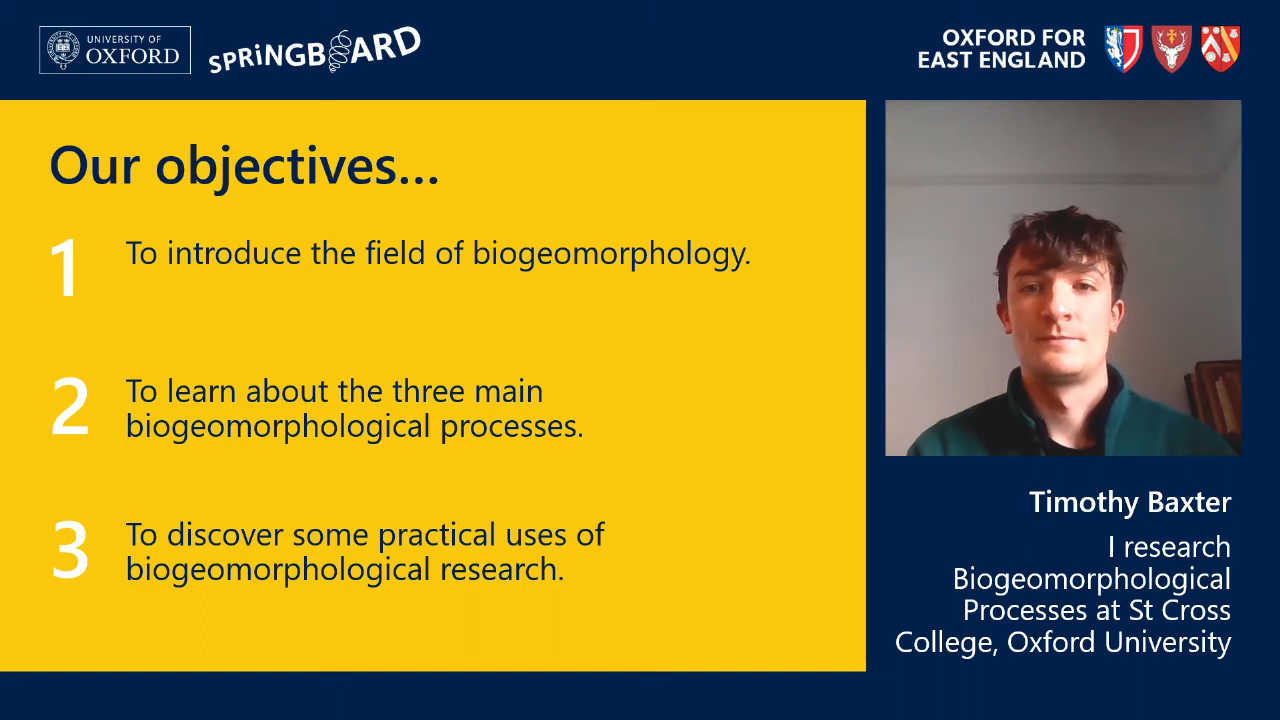 UNIVERSITY OF
OXFORD
SPRiNGBOARD
OXFORD FOR
EAST ENGLAND
Our objectives...
1
To introduce the field of biogeomorphology.
2
To learn about the three main
biogeomorphological processes.
3
To discover some practical uses of
biogeomorphological research.
Timothy Baxter
I research
Biogeomorphological
Processes at St Cross
College, Oxford University